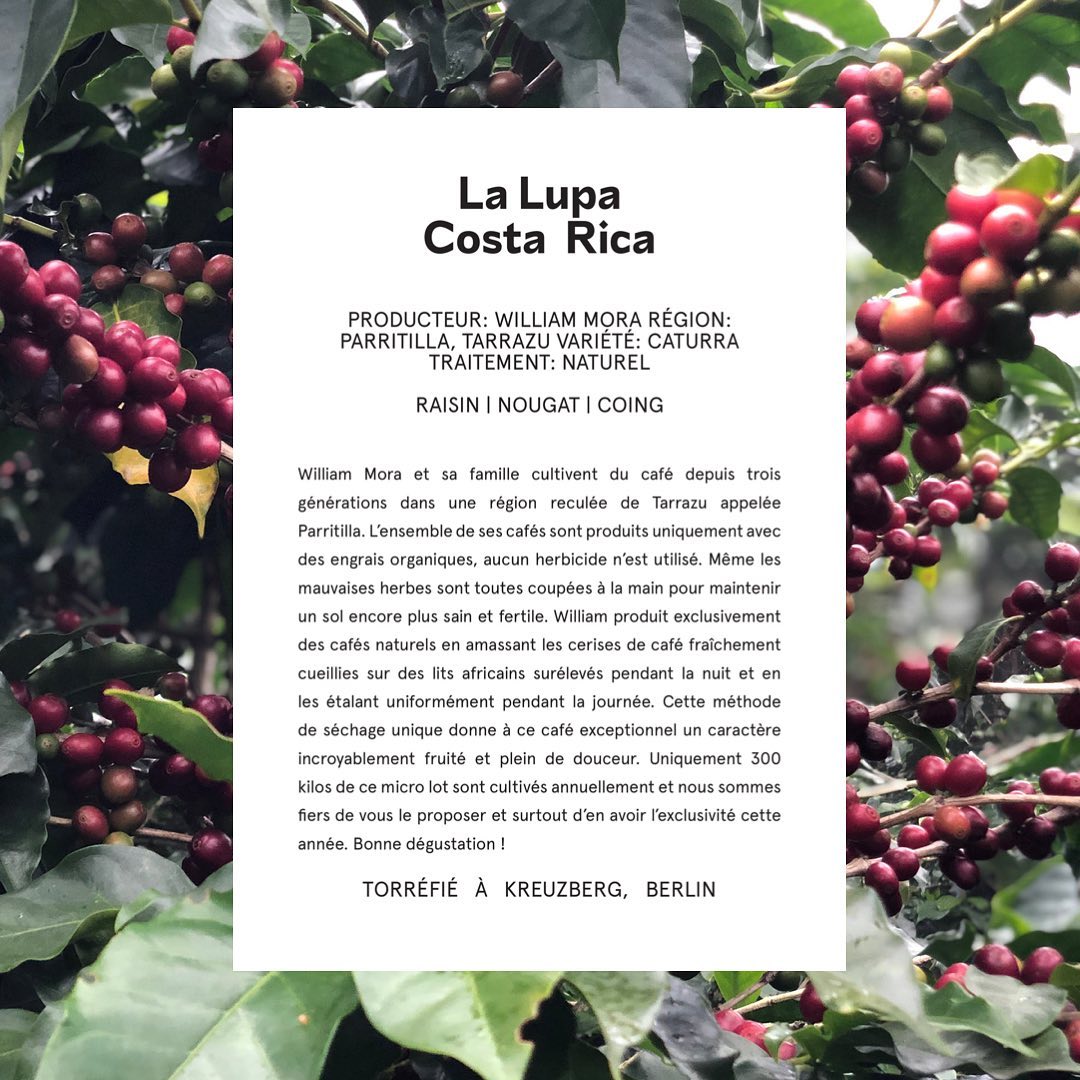 La Lupa
Costa Rica
PRODUCTEUR: WILLIAM MORA RÉGION:
PARRITILLA, TARRAZU VARIÉTÉ: CATURRA
TRAITEMENT: NATUREL
RAISIN | NOUGAT | COING
William Mora et sa famille cultivent du café depuis trois
générations dans une région reculée de Tarrazu appelée
Parritilla. L’ensemble de ses cafés sont produits uniquement avec
des engrais organiques, aucun herbicide n’est utilisé. Même les
mauvaises herbes sont toutes coupées à la main pour maintenir
un sol encore plus sain et fertile. William produit exclusivement
des cafés naturels en amassant les cerises de café fraîchement
cueillies sur des lits africains surélevés pendant la nuit et en
les étalant uniformément pendant la journée. Cette méthode
de séchage unique donne à ce café exceptionnel un caractère
incroyablement fruité et plein de douceur. Uniquement 300
kilos de ce micro lot sont cultivés annuellement et nous sommes
fiers de vous le proposer et surtout d’en avoir l’exclusivité cette
année. Bonne dégustation !
TORRÉFIÉ À KREUZBERG, BERLIN